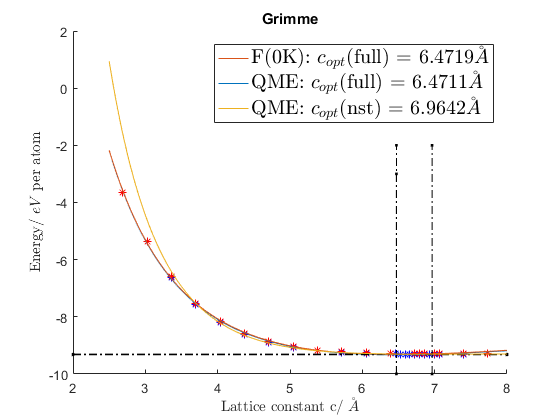 Grimme
F(0K): c_opt(full) = 6.4719Å
QME: c_opt(full) = 6.4711Å
QME: c_opt(nst) = 6.9642Å
Energy/ eV per atom
2
0
-2
-4
-6
-8
-10
2 3 4 5 6 7 8
Lattice constant c/ Å